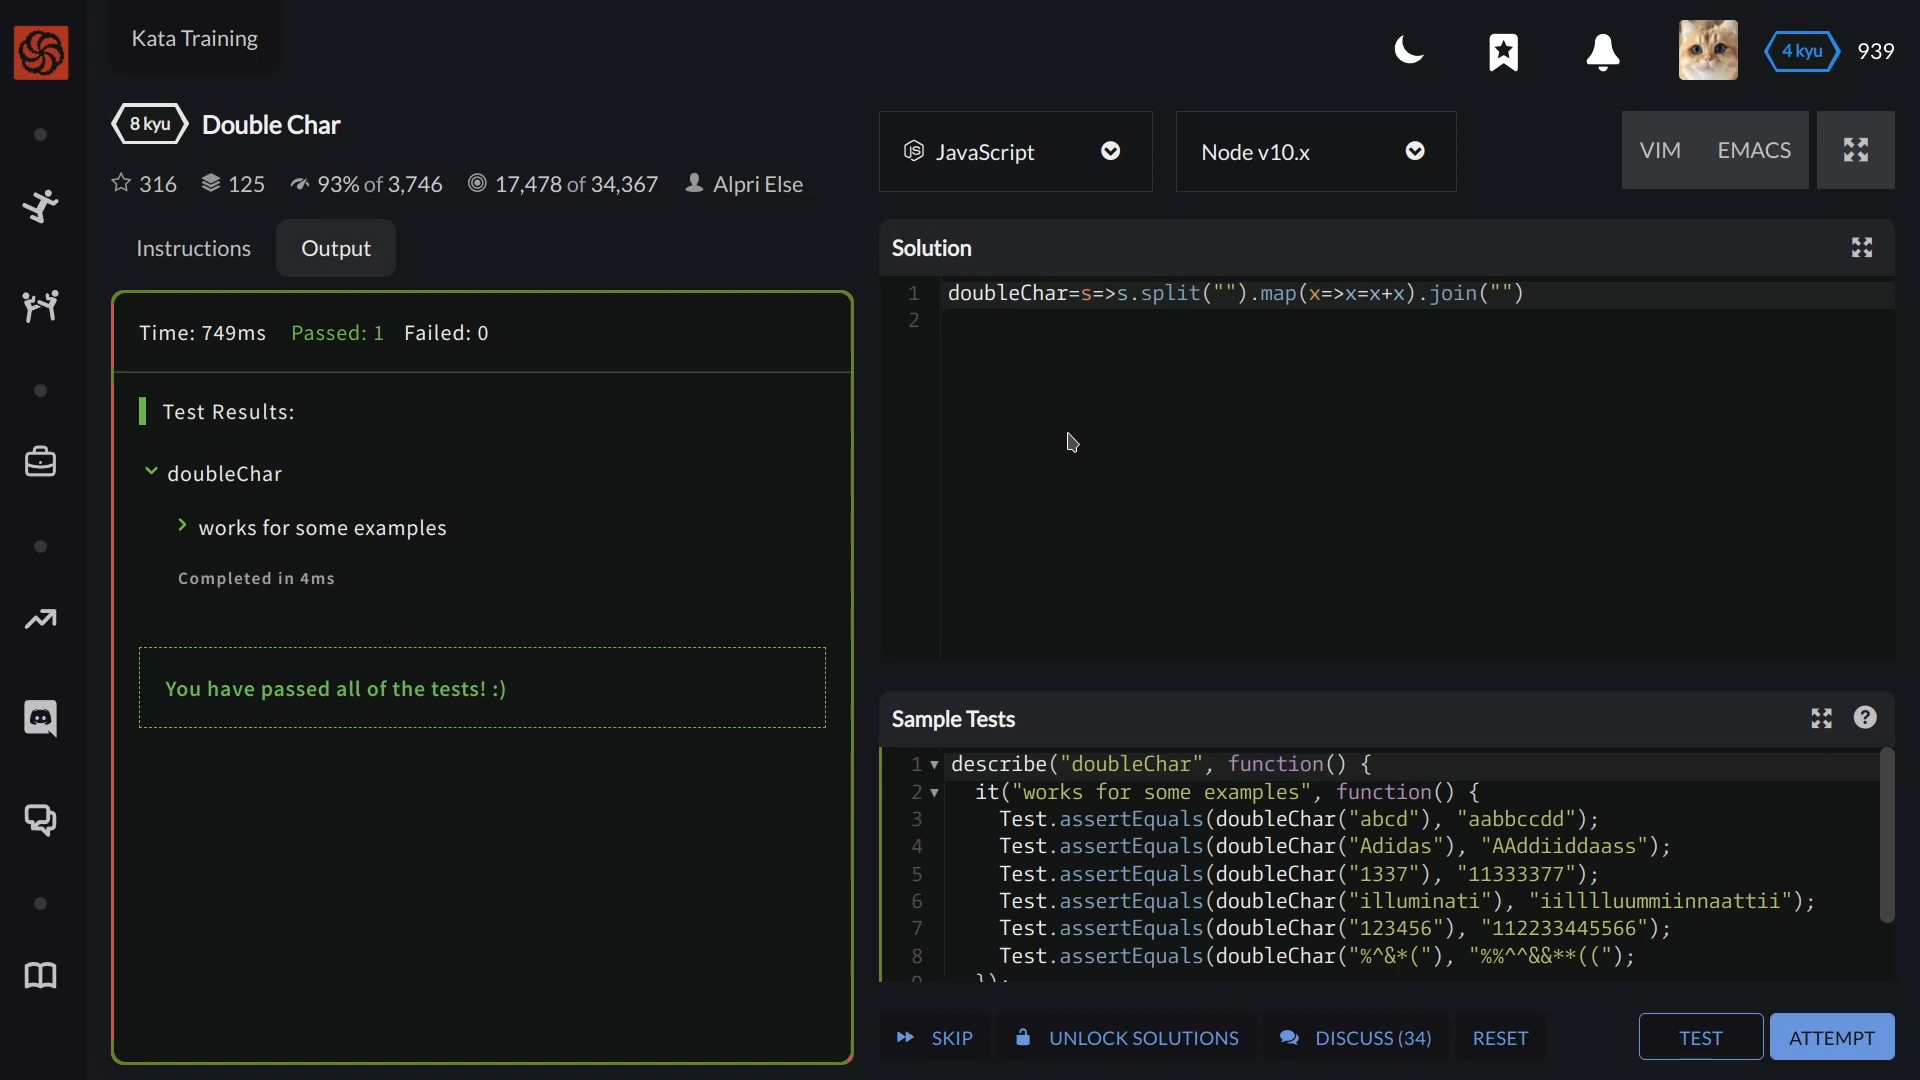 Kata Training
4 kyu 939
8 kyu Double Char
316 125 93% of 3,746 17,478 of 34,367 Alpri Else
Instructions Output
Time: 749ms Passed: 1 Failed: 0
Test Results:
doubleChar
works for some examples
Completed in 4ms
You have passed all of the tests! :)
JavaScript Node v10.x VIM EMACS
Solution
1 doubleChar=s=>s.split("").map(x=>x=x+x).join("")
2
Sample Tests
1 describe("doubleChar", function() {
2 it("works for some examples", function() {
3 Test.assertEquals(doubleChar("abcd"), "aabbccdd");
4 Test.assertEquals(doubleChar("Adidas"), "AAddiiddaass");
5 Test.assertEquals(doubleChar("1337"), "11333377");
6 Test.assertEquals(doubleChar("illuminati"), "iilllluummiinnaattii");
7 Test.assertEquals(doubleChar("123456"), "112233445566");
8 Test.assertEquals(doubleChar("%^&*("), "%%^^&&**((");
9 });
SKIP UNLOCK SOLUTIONS DISCUSS (34) RESET TEST ATTEMPT